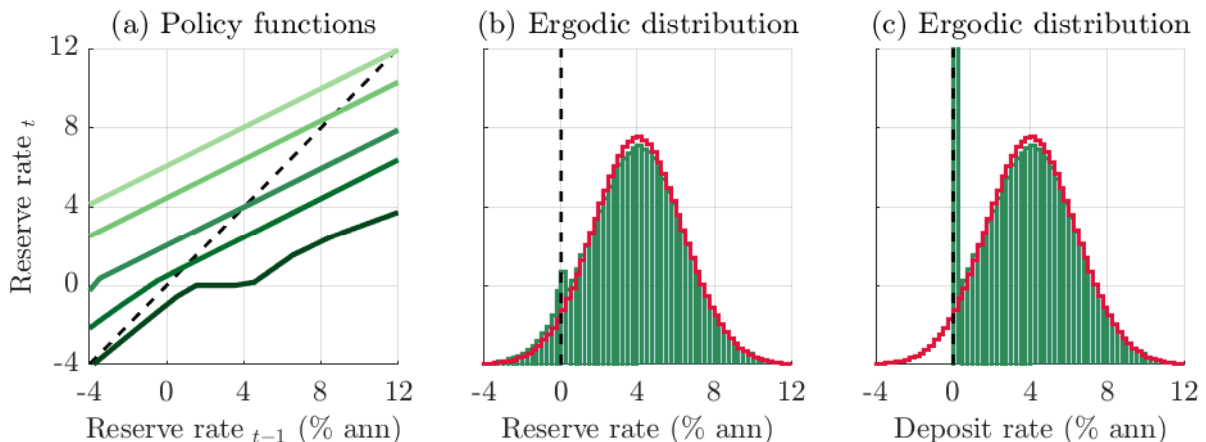 (a) Policy functions
12
8
4
0
-4
Reserve rate t
-4 0 4 8 12
Reserve rate t−1 (% ann)
(b) Ergodic distribution
-4 0 4 8 12
Reserve rate (% ann)
(c) Ergodic distribution
-4 0 4 8 12
Deposit rate (% ann)